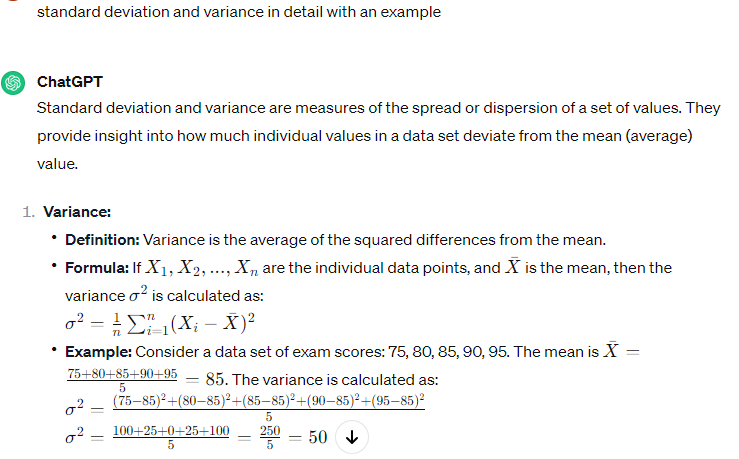 standard deviation and variance in detail with an example
ChatGPT
Standard deviation and variance are measures of the spread or dispersion of a set of values. They
provide insight into how much individual values in a data set deviate from the mean (average)
value.
1. Variance:
• Definition: Variance is the average of the squared differences from the mean.
• Formula: If X₁, X₂, ..., Xₙ are the individual data points, and X̄ is the mean, then the
variance σ² is calculated as:
σ² = 1/n ∑ⁿᵢ₌₁(Xᵢ − X̄)²
• Example: Consider a data set of exam scores: 75, 80, 85, 90, 95. The mean is X̄ =
75+80+85+90+95/5 = 85. The variance is calculated as:
σ² = (75−85)²+(80−85)²+(85−85)²+(90−85)²+(95−85)²/5
σ² = 100+25+0+25+100/5 = 250/5 = 50